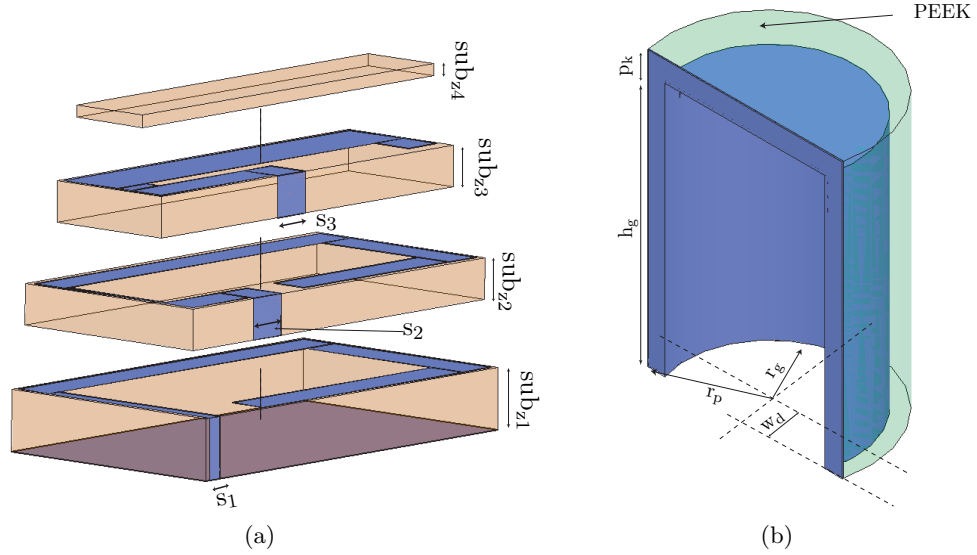 sub_z4
sub_z3
s_3
sub_z2
s_2
sub_z1
s_1
(a)
PEEK
p_k
h_g
r_g
r_p
w_d
(b)